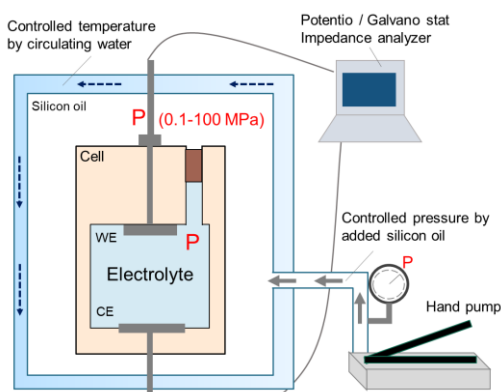 Controlled temperature
by circulating water
Potentio / Galvano stat
Impedance analyzer
Silicon oil
P (0.1-100 MPa)
Cell
WE
P
Electrolyte
CE
Controlled pressure by
added silicon oil
P
Hand pump